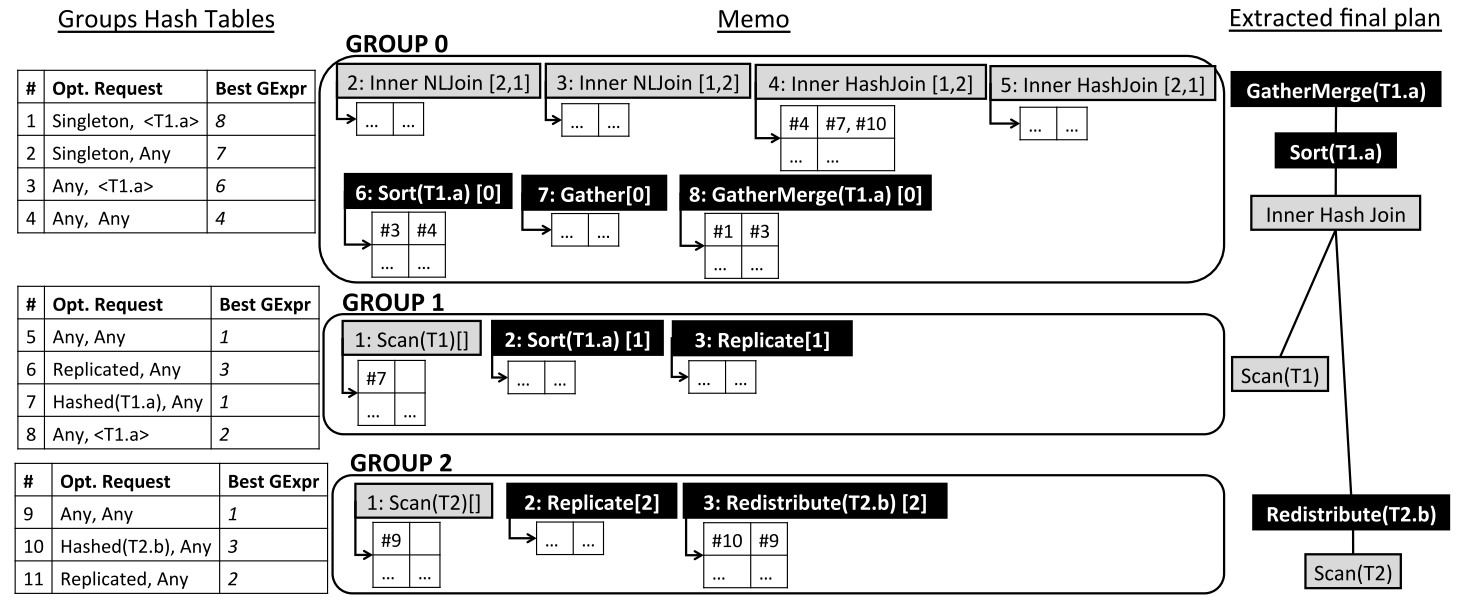 Groups Hash Tables
Memo
Extracted final plan
GROUP 0
# Opt. Request Best GExpr
1 Singleton, <T1.a> 8
2 Singleton, Any 7
3 Any, <T1.a> 6
4 Any, Any 4
2: Inner NLJoin [2,1]
... ...
3: Inner NLJoin [1,2]
... ...
4: Inner HashJoin [1,2]
#4 #7, #10
... ...
5: Inner HashJoin [2,1]
... ...
6: Sort(T1.a) [0]
#3 #4
... ...
7: Gather[0]
... ...
8: GatherMerge(T1.a) [0]
#1 #3
... ...
GROUP 1
# Opt. Request Best GExpr
5 Any, Any 1
6 Replicated, Any 3
7 Hashed(T1.a), Any 1
8 Any, <T1.a> 2
1: Scan(T1)[]
#7
... ...
2: Sort(T1.a) [1]
... ...
3: Replicate[1]
... ...
GROUP 2
# Opt. Request Best GExpr
9 Any, Any 1
10 Hashed(T2.b), Any 3
11 Replicated, Any 2
1: Scan(T2)[]
#9
... ...
2: Replicate[2]
... ...
3: Redistribute(T2.b) [2]
#10 #9
... ...
GatherMerge(T1.a)
Sort(T1.a)
Inner Hash Join
Scan(T1)
Redistribute(T2.b)
Scan(T2)